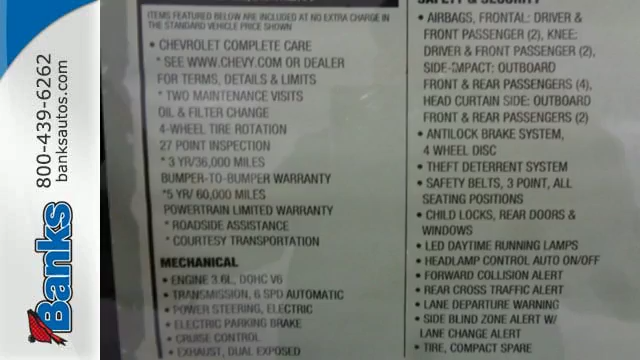 800-439-6262
banksautos.com
Banks
ITEMS FEATURED BELOW ARE INCLUDED AT NO EXTRA CHARGE IN
THE STANDARD VEHICLE PRICE SHOWN
• CHEVROLET COMPLETE CARE
* SEE WWW.CHEVY.COM OR DEALER
FOR TERMS, DETAILS & LIMITS
* TWO MAINTENANCE VISITS
OIL & FILTER CHANGE
4-WHEEL TIRE ROTATION
27 POINT INSPECTION
* 3 YR/36,000 MILES
BUMPER-TO-BUMPER WARRANTY
*5 YR/ 60,000 MILES
POWERTRAIN LIMITED WARRANTY
* ROADSIDE ASSISTANCE
* COURTESY TRANSPORTATION
MECHANICAL
• ENGINE 3.6L, DOHC V6
• TRANSMISSION, 6 SPD AUTOMATIC
• POWER STEERING, ELECTRIC
• ELECTRIC PARKING BRAKE
• CRUISE CONTROL
• EXHAUST, DUAL EXPOSED
SAFETY & SECURITY
• AIRBAGS, FRONTAL: DRIVER &
FRONT PASSENGER (2), KNEE:
DRIVER & FRONT PASSENGER (2),
SIDE-IMPACT: OUTBOARD
FRONT & REAR PASSENGERS (4),
HEAD CURTAIN SIDE: OUTBOARD
FRONT & REAR PASSENGERS (2)
• ANTILOCK BRAKE SYSTEM,
4 WHEEL DISC
• THEFT DETERRENT SYSTEM
• SAFETY BELTS, 3 POINT, ALL
SEATING POSITIONS
• CHILD LOCKS, REAR DOORS &
WINDOWS
• LED DAYTIME RUNNING LAMPS
• HEADLAMP CONTROL AUTO ON/OFF
• FORWARD COLLISION ALERT
• REAR CROSS TRAFFIC ALERT
• LANE DEPARTURE WARNING
• SIDE BLIND ZONE ALERT W/
LANE CHANGE ALERT
• TIRE, COMPACT SPARE